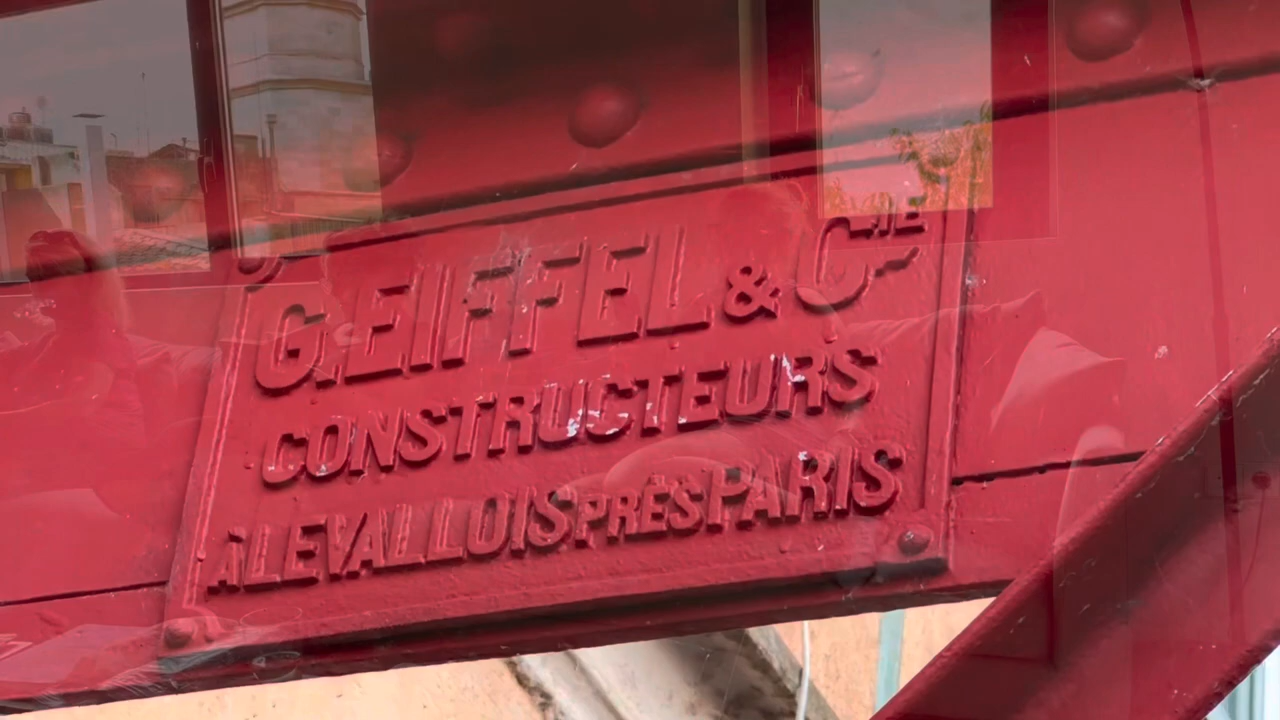 G. EIFFEL & CIE
CONSTRUCTEURS
À LEVALLOIS PRÈS PARIS